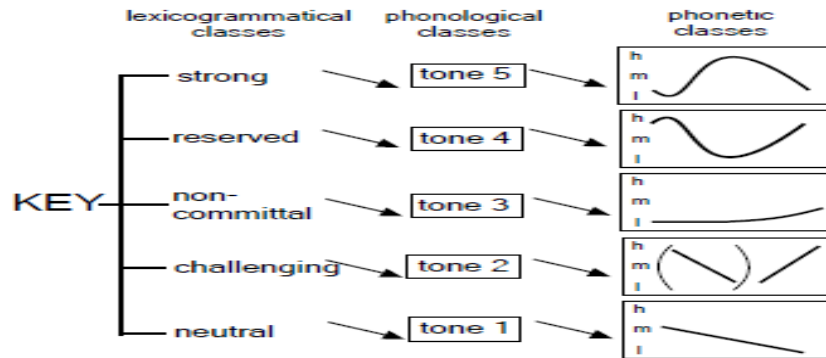 lexicogrammatical phonological phonetic
classes classes classes
strong tone 5 h
m
l
reserved tone 4 h
m
l
KEY non-
committal tone 3 h
m
l
challenging tone 2 h
m
l
neutral tone 1 h
m
l